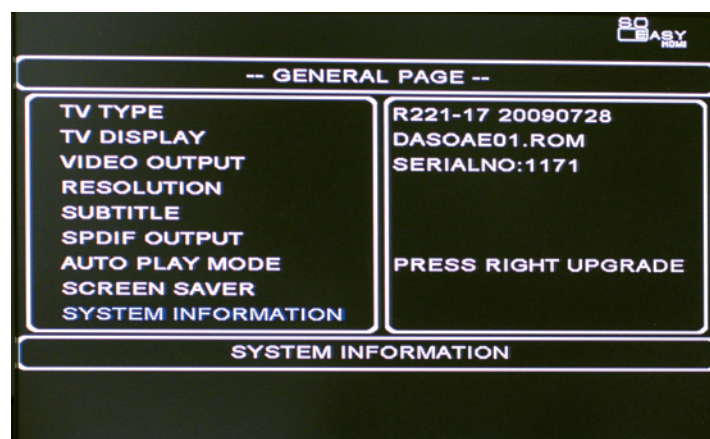 SO
EASY
HDMI
-- GENERAL PAGE --
TV TYPE
TV DISPLAY
VIDEO OUTPUT
RESOLUTION
SUBTITLE
SPDIF OUTPUT
AUTO PLAY MODE
SCREEN SAVER
SYSTEM INFORMATION
R221-17 20090728
DASOAE01.ROM
SERIALNO:1171
PRESS RIGHT UPGRADE
SYSTEM INFORMATION